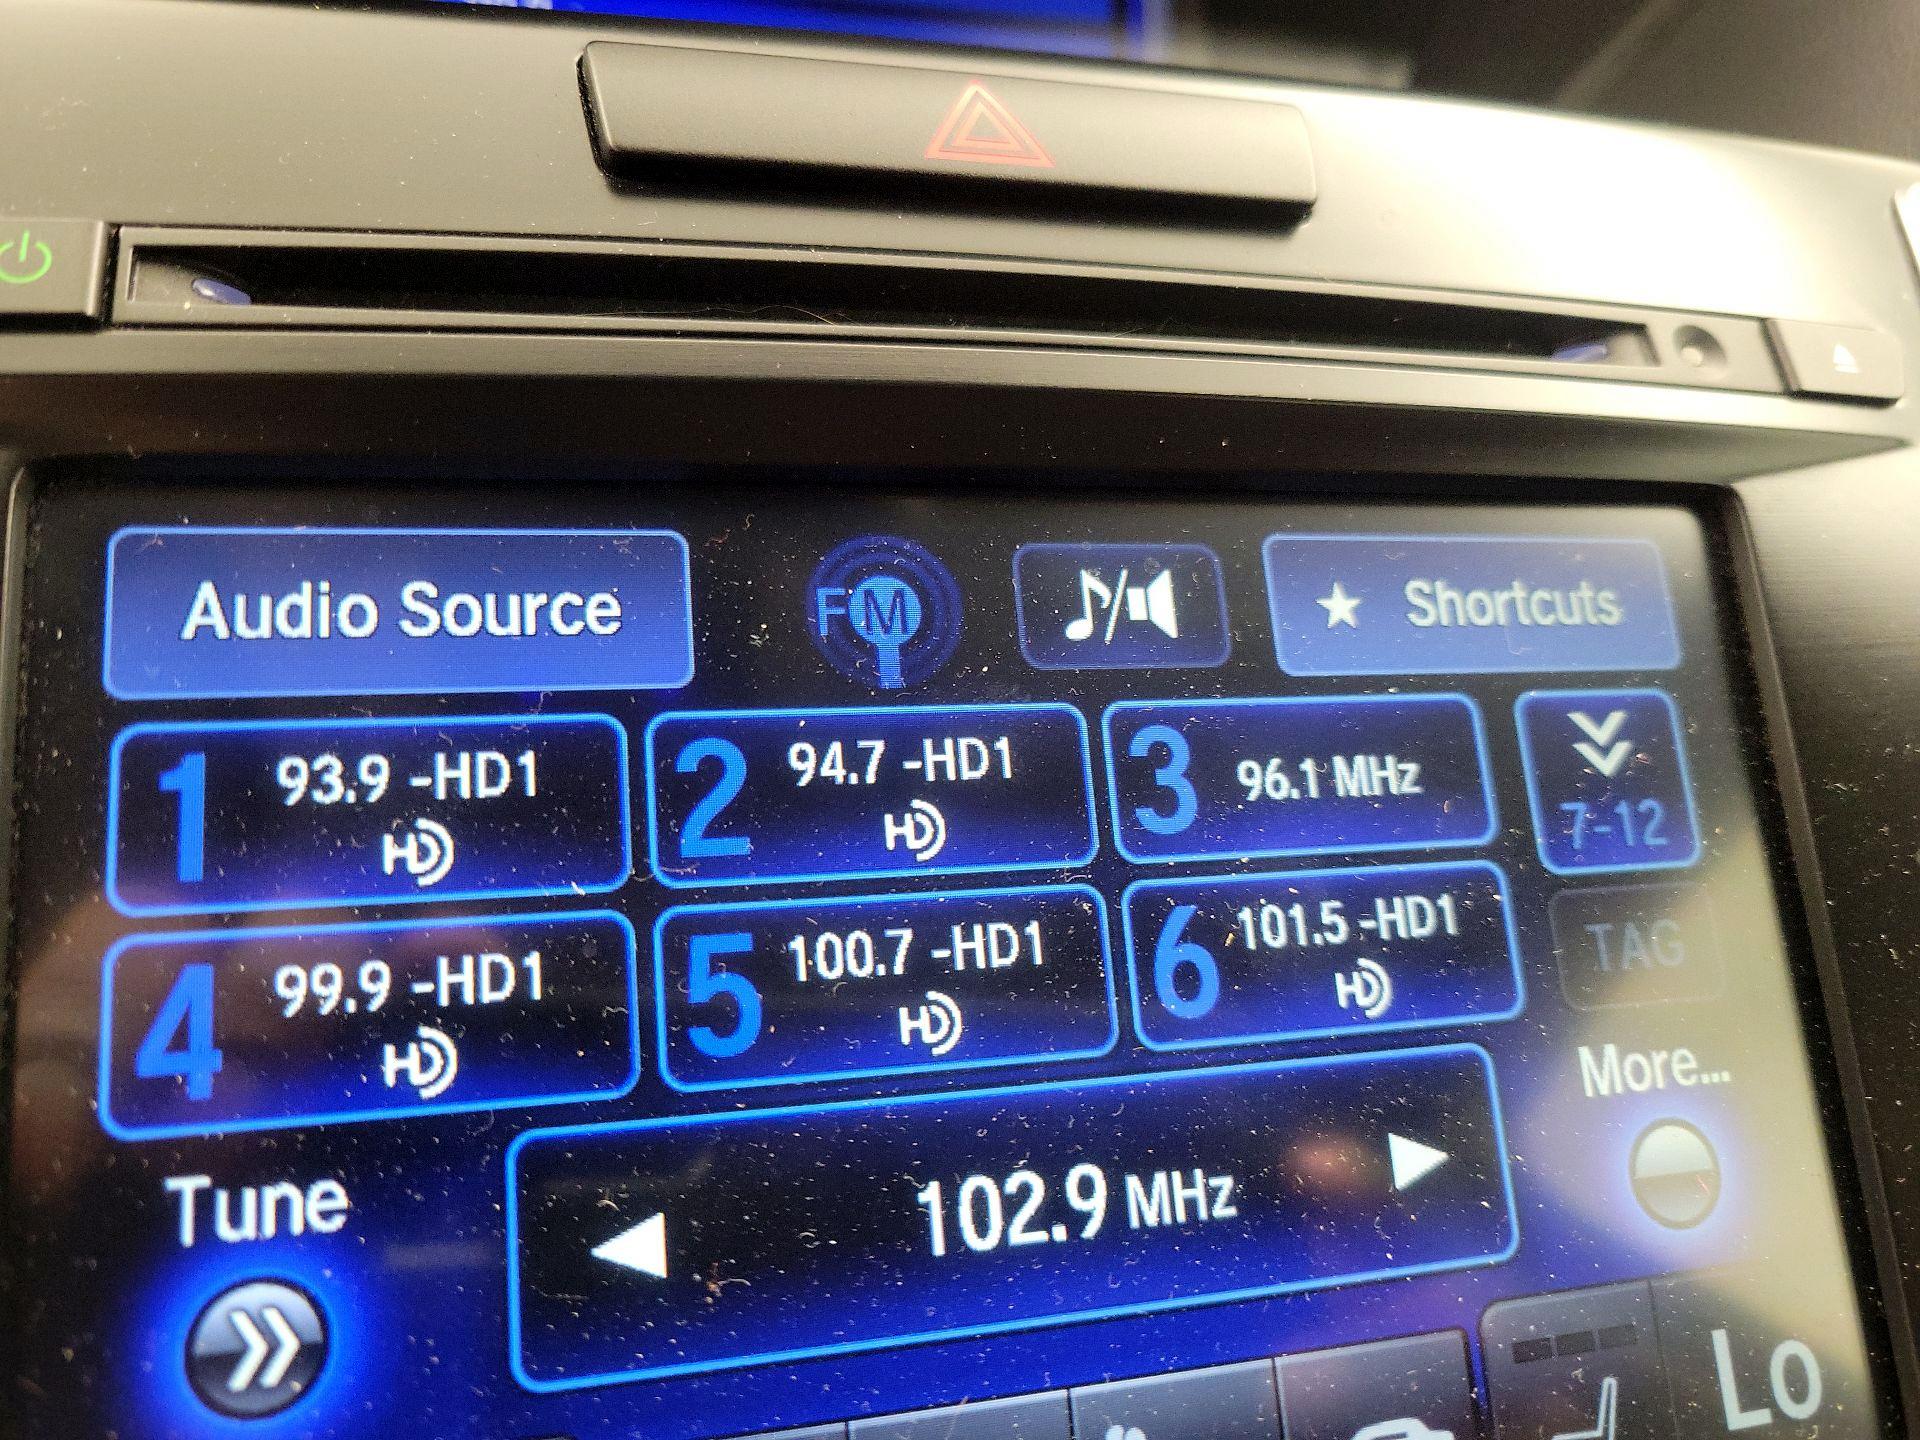 Audio Source
FM
★ Shortcuts
1 93.9 -HD1
HD
2 94.7 -HD1
HD
3 96.1 MHz
7-12
4 99.9 -HD1
HD
5 100.7 -HD1
HD
6 101.5 -HD1
HD
TAG
More...
Tune
102.9 MHz
Lo